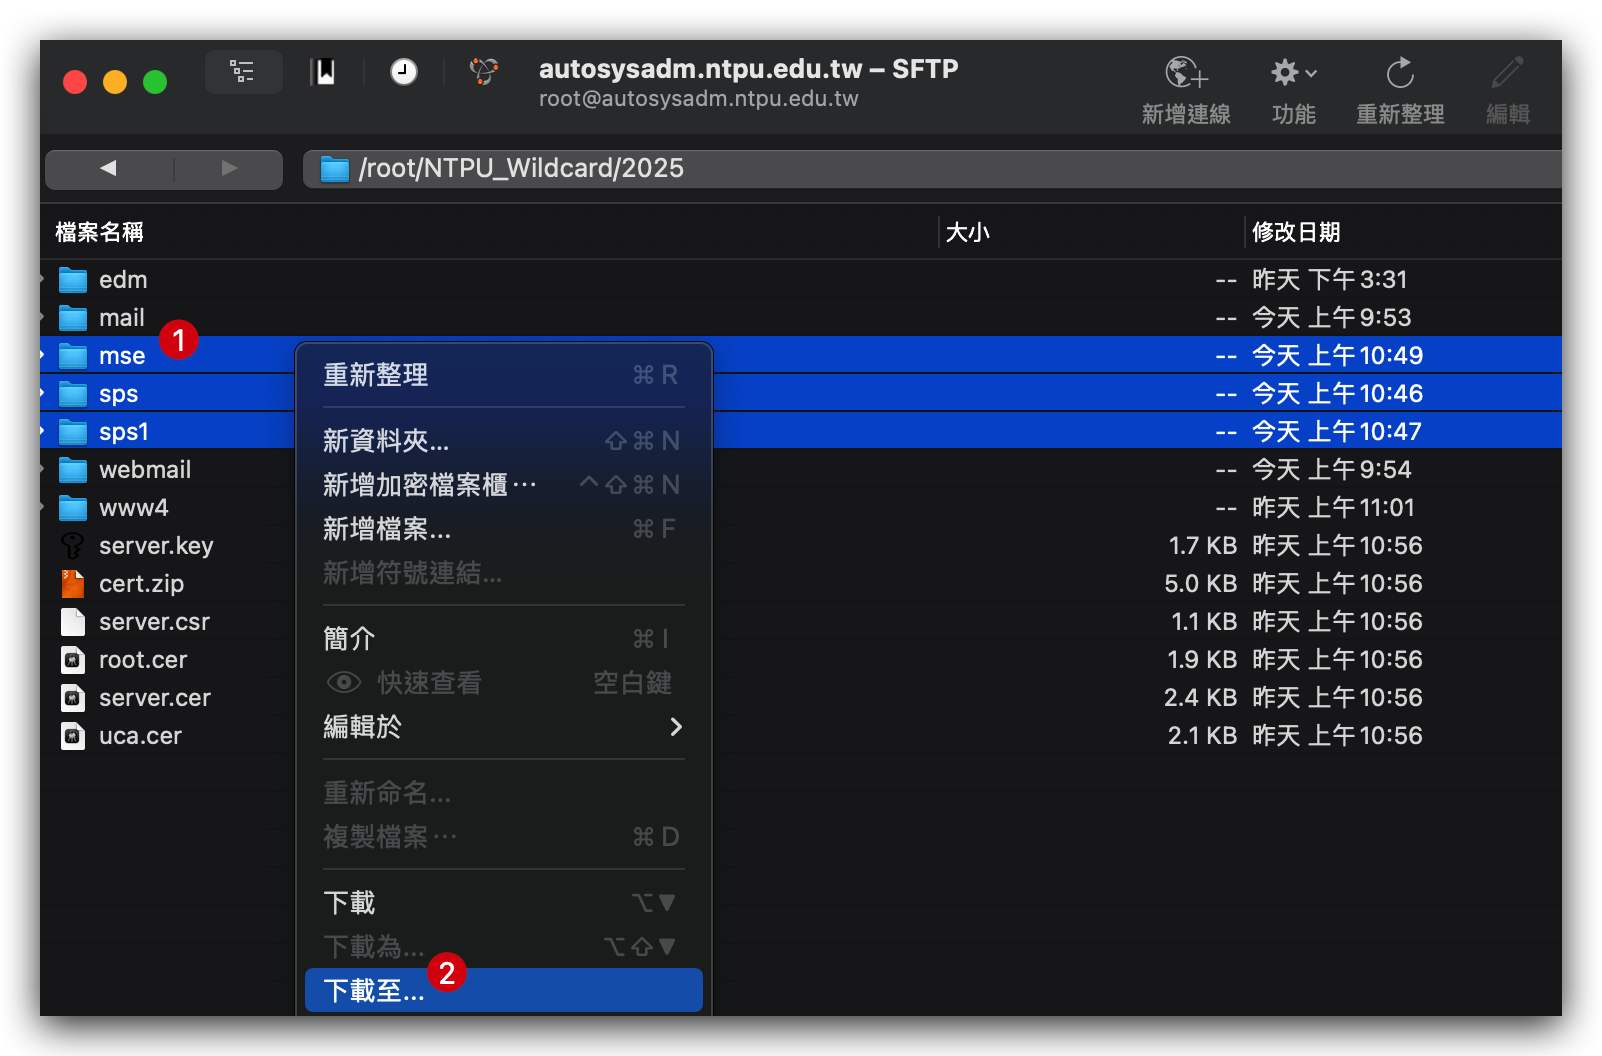 autosysadm.ntpu.edu.tw – SFTP
root@autosysadm.ntpu.edu.tw
新增連線 功能 重新整理 編輯
/root/NTPU_Wildcard/2025
檔案名稱 大小 修改日期
edm -- 昨天 下午3:31
mail -- 今天 上午9:53
1
mse -- 今天 上午10:49
sps -- 今天 上午10:46
sps1 -- 今天 上午10:47
webmail -- 今天 上午9:54
www4 -- 昨天 上午11:01
server.key 1.7 KB 昨天 上午10:56
cert.zip 5.0 KB 昨天 上午10:56
server.csr 1.1 KB 昨天 上午10:56
root.cer 1.9 KB 昨天 上午10:56
server.cer 2.4 KB 昨天 上午10:56
uca.cer 2.1 KB 昨天 上午10:56
重新整理 ⌘ R
新資料夾... ⇧⌘ N
新增加密檔案櫃… ^⇧⌘ N
新增檔案... ⌘ F
新增符號連結...
簡介 ⌘ I
快速查看 空白鍵
編輯於
重新命名...
複製檔案… ⌘ D
下載 ⌥▼
下載為... ⌥⇧▼
2
下載至...